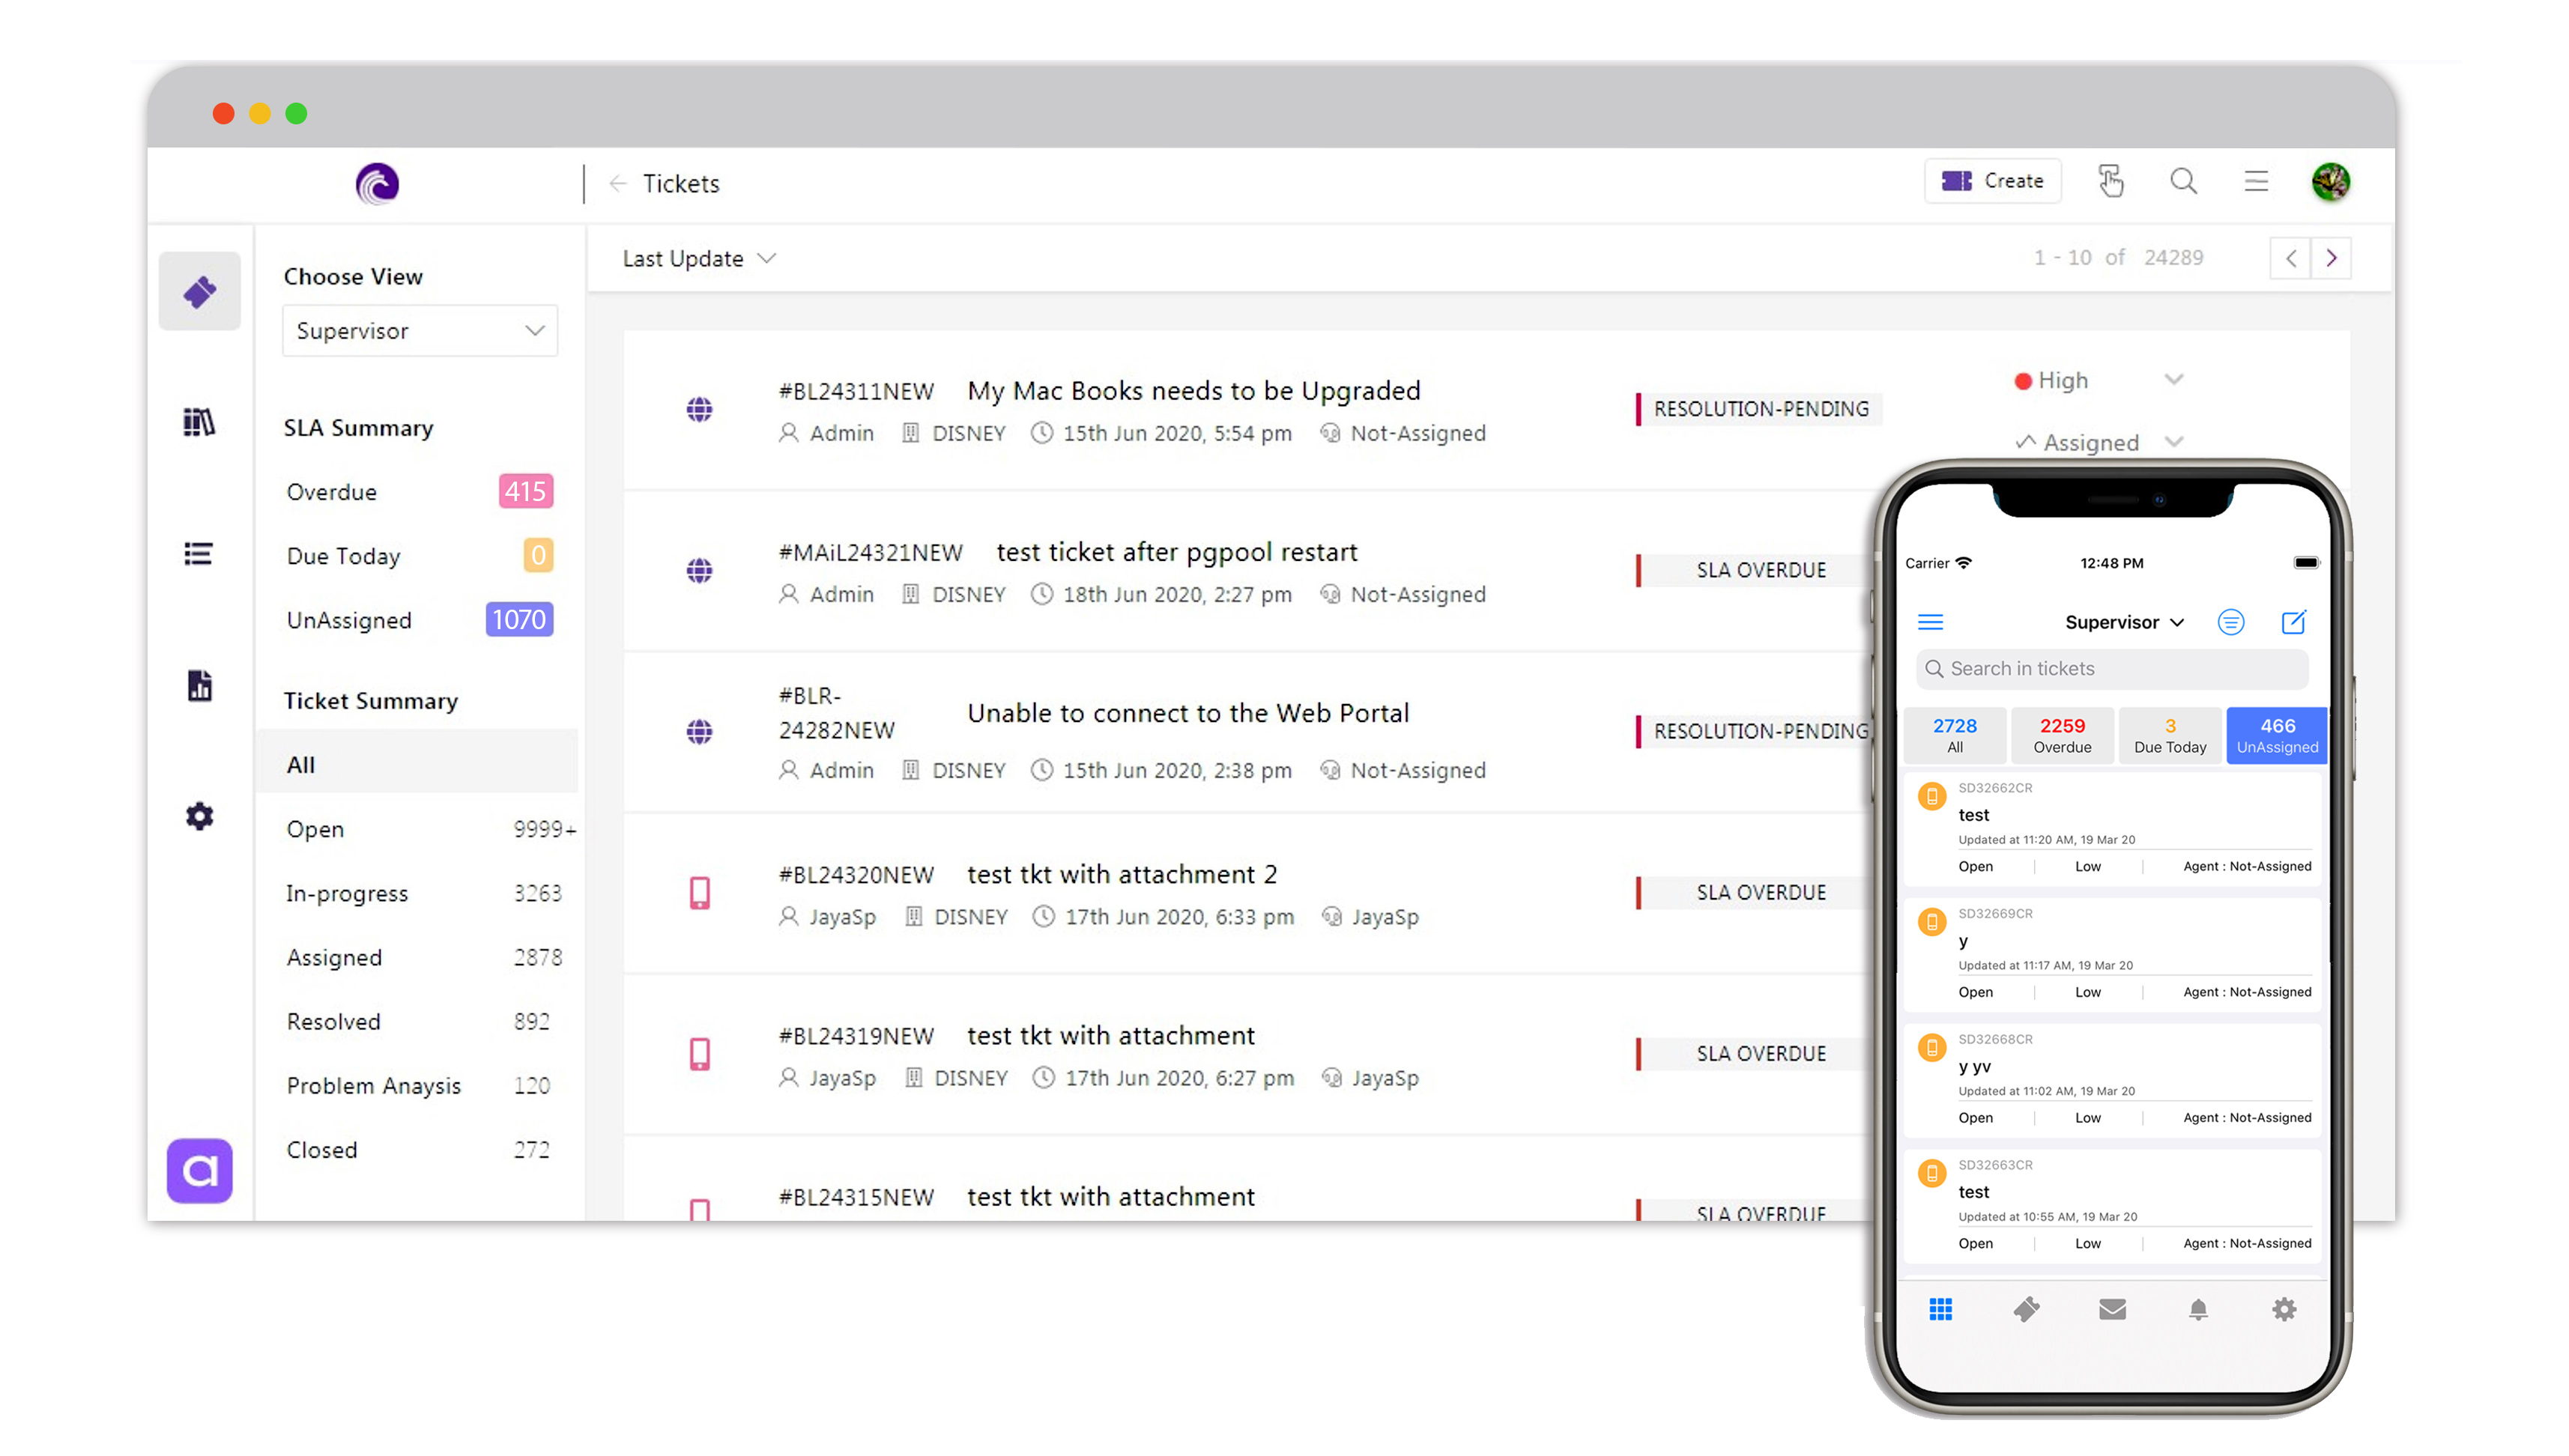 Tickets
Create
Choose View
Supervisor
SLA Summary
Overdue 415
Due Today 0
UnAssigned 1070
Ticket Summary
All
Open 9999+
In-progress 3263
Assigned 2878
Resolved 892
Problem Anaysis 120
Closed 272
a
Last Update
1 - 10 of 24289
#BL24311NEW My Mac Books needs to be Upgraded
Admin DISNEY 15th Jun 2020, 5:54 pm Not-Assigned
RESOLUTION-PENDING
High
Assigned
#MAiL24321NEW test ticket after pgpool restart
Admin DISNEY 18th Jun 2020, 2:27 pm Not-Assigned
SLA OVERDUE
#BLR-
24282NEW
Unable to connect to the Web Portal
Admin DISNEY 15th Jun 2020, 2:38 pm Not-Assigned
RESOLUTION-PENDING
#BL24320NEW test tkt with attachment 2
JayaSp DISNEY 17th Jun 2020, 6:33 pm JayaSp
SLA OVERDUE
#BL24319NEW test tkt with attachment
JayaSp DISNEY 17th Jun 2020, 6:27 pm JayaSp
SLA OVERDUE
#BL24315NEW test tkt with attachment
SLA OVERDUE
Carrier 12:48 PM
Supervisor
Search in tickets
2728 2259 3 466
All Overdue Due Today UnAssigned
SD32662CR
test
Updated at 11:20 AM, 19 Mar 20
Open | Low | Agent : Not-Assigned
SD32669CR
y
Updated at 11:17 AM, 19 Mar 20
Open | Low | Agent : Not-Assigned
SD32668CR
y yv
Updated at 11:02 AM, 19 Mar 20
Open | Low | Agent : Not-Assigned
SD32663CR
test
Updated at 10:55 AM, 19 Mar 20
Open | Low | Agent : Not-Assigned